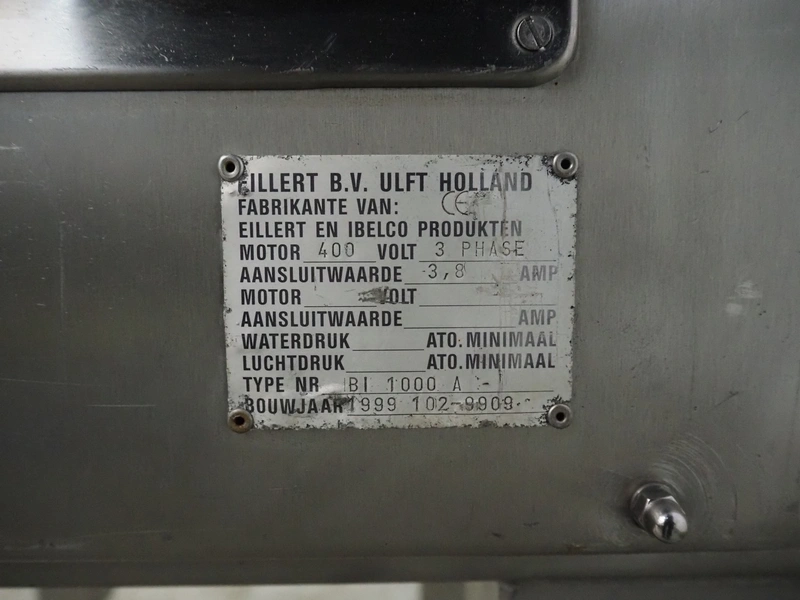 EILLERT B.V. ULFT HOLLAND
FABRIKANTE VAN: CE
EILLERT EN IBELCO PRODUKTEN
MOTOR 400 VOLT 3 PHASE
AANSLUITWAARDE 3,8 AMP
MOTOR VOLT
AANSLUITWAARDE AMP
WATERDRUK ATO. MINIMAAL
LUCHTDRUK ATO. MINIMAAL
TYPE NR BI 1000 A -
BOUWJAAR 1999 102-9909